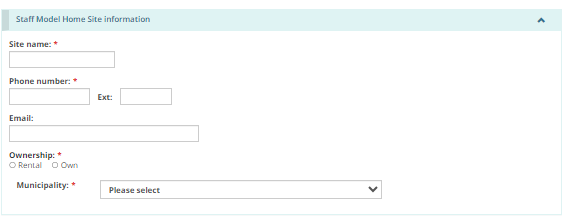 Staff Model Home Site information
Site name: *
Phone number: *
Ext:
Email:
Ownership: *
Rental Own
Municipality: * Please select